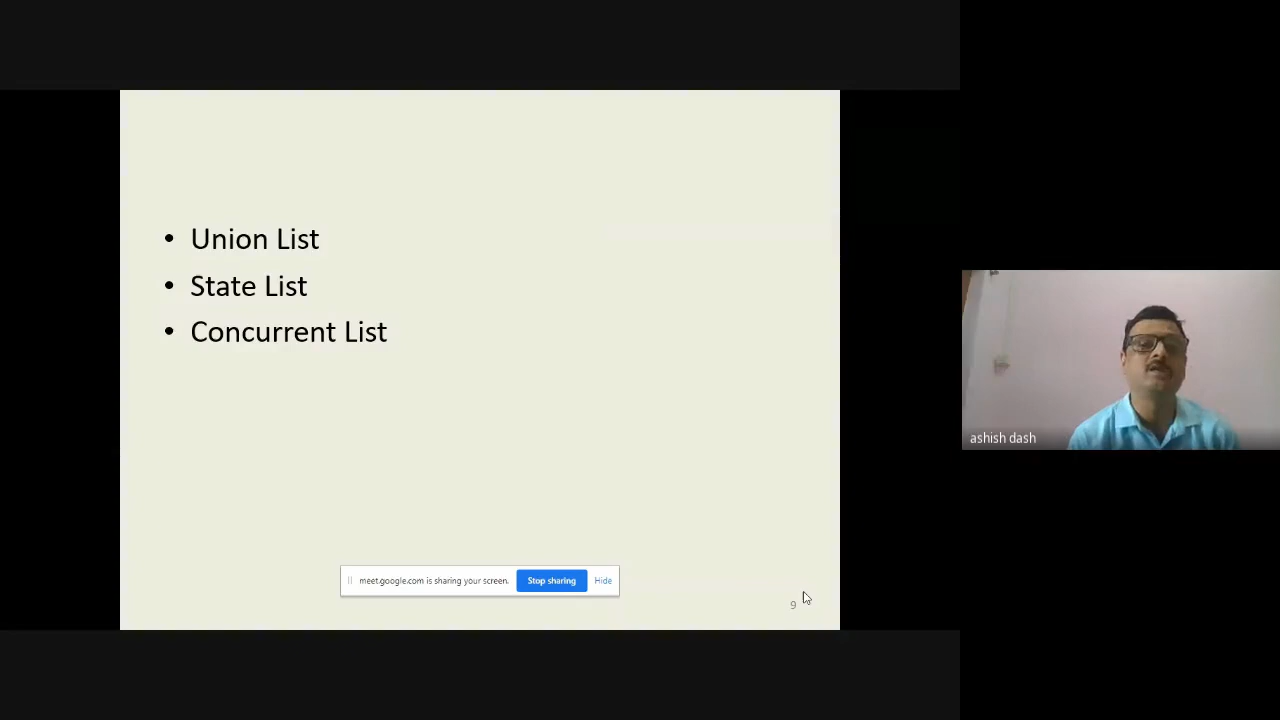 • Union List
• State List
• Concurrent List
meet.google.com is sharing your screen. Stop sharing Hide
9
ashish dash